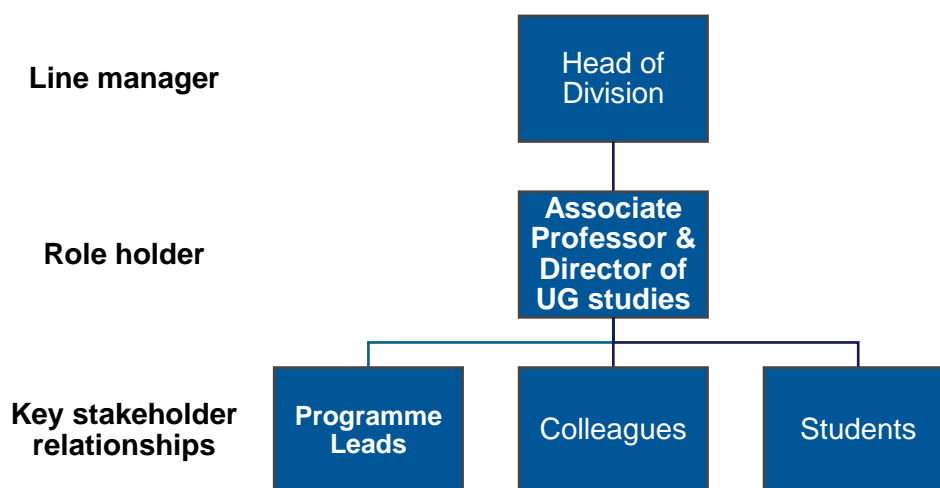 Line manager
Head of
Division
Role holder
Associate
Professor &
Director of
UG studies
Key stakeholder
relationships
Programme
Leads
Colleagues
Students